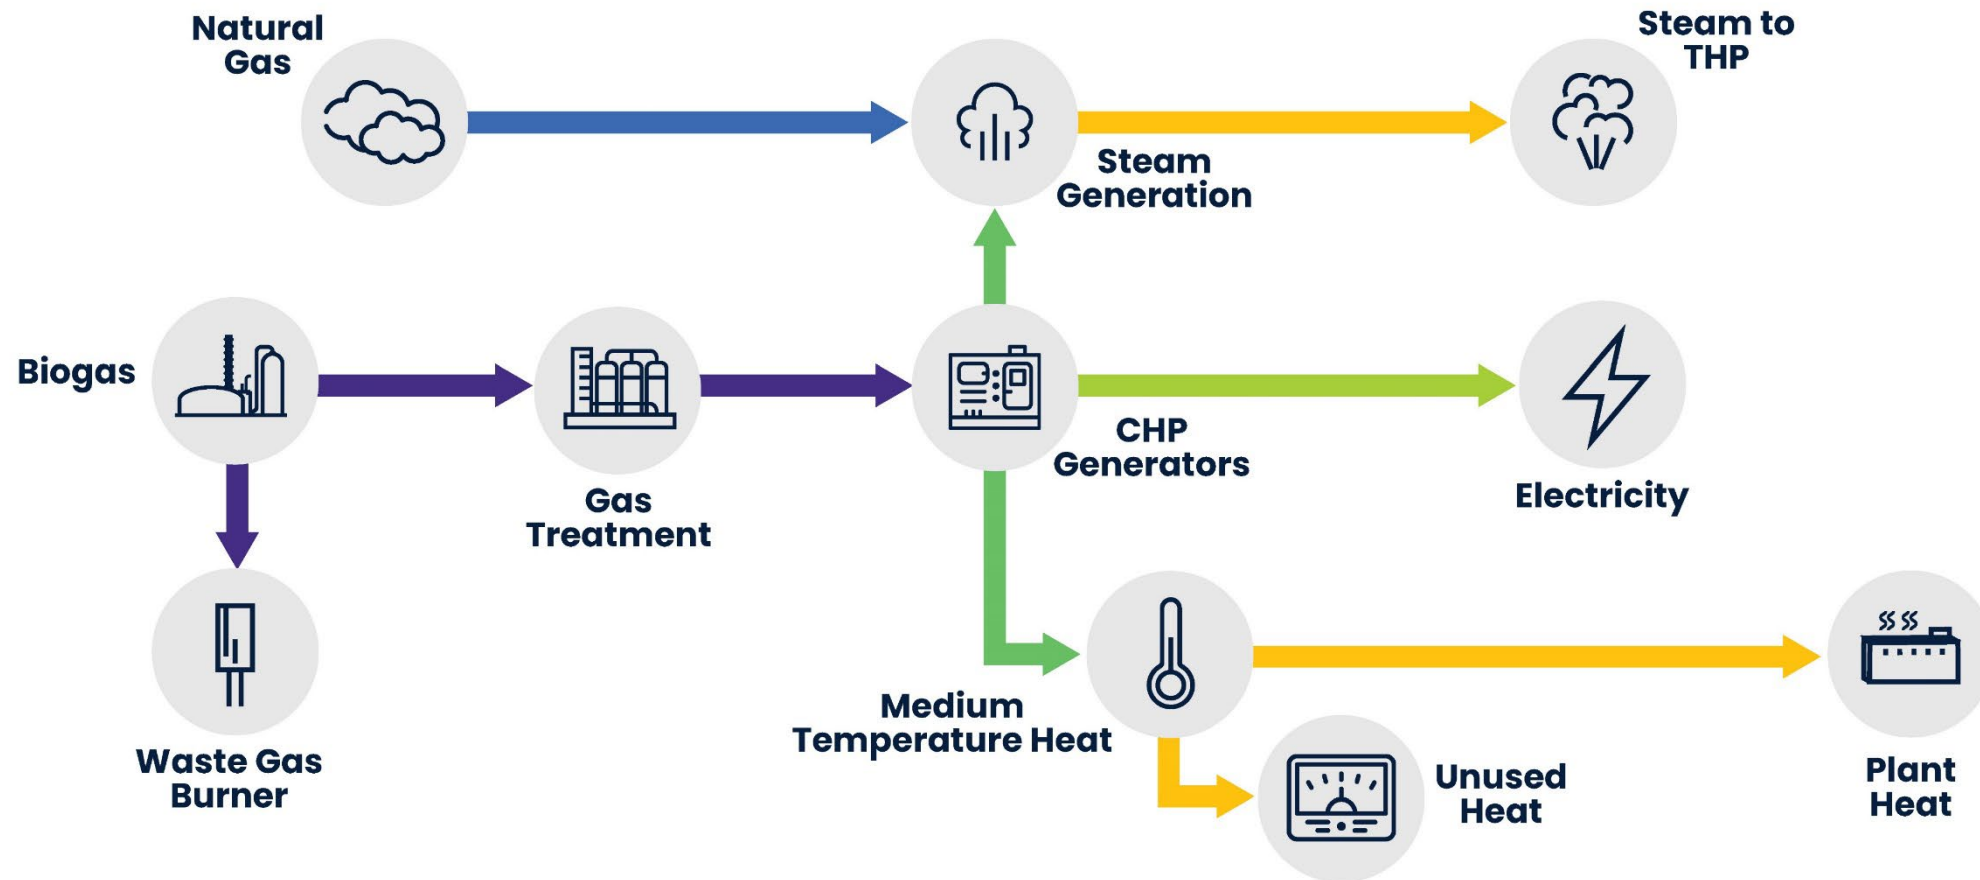 Natural
Gas
Steam to
THP
Steam
Generation
Biogas
CHP
Generators
Gas
Treatment
Electricity
Medium
Temperature Heat
Waste Gas
Burner
Unused
Heat
Plant
Heat